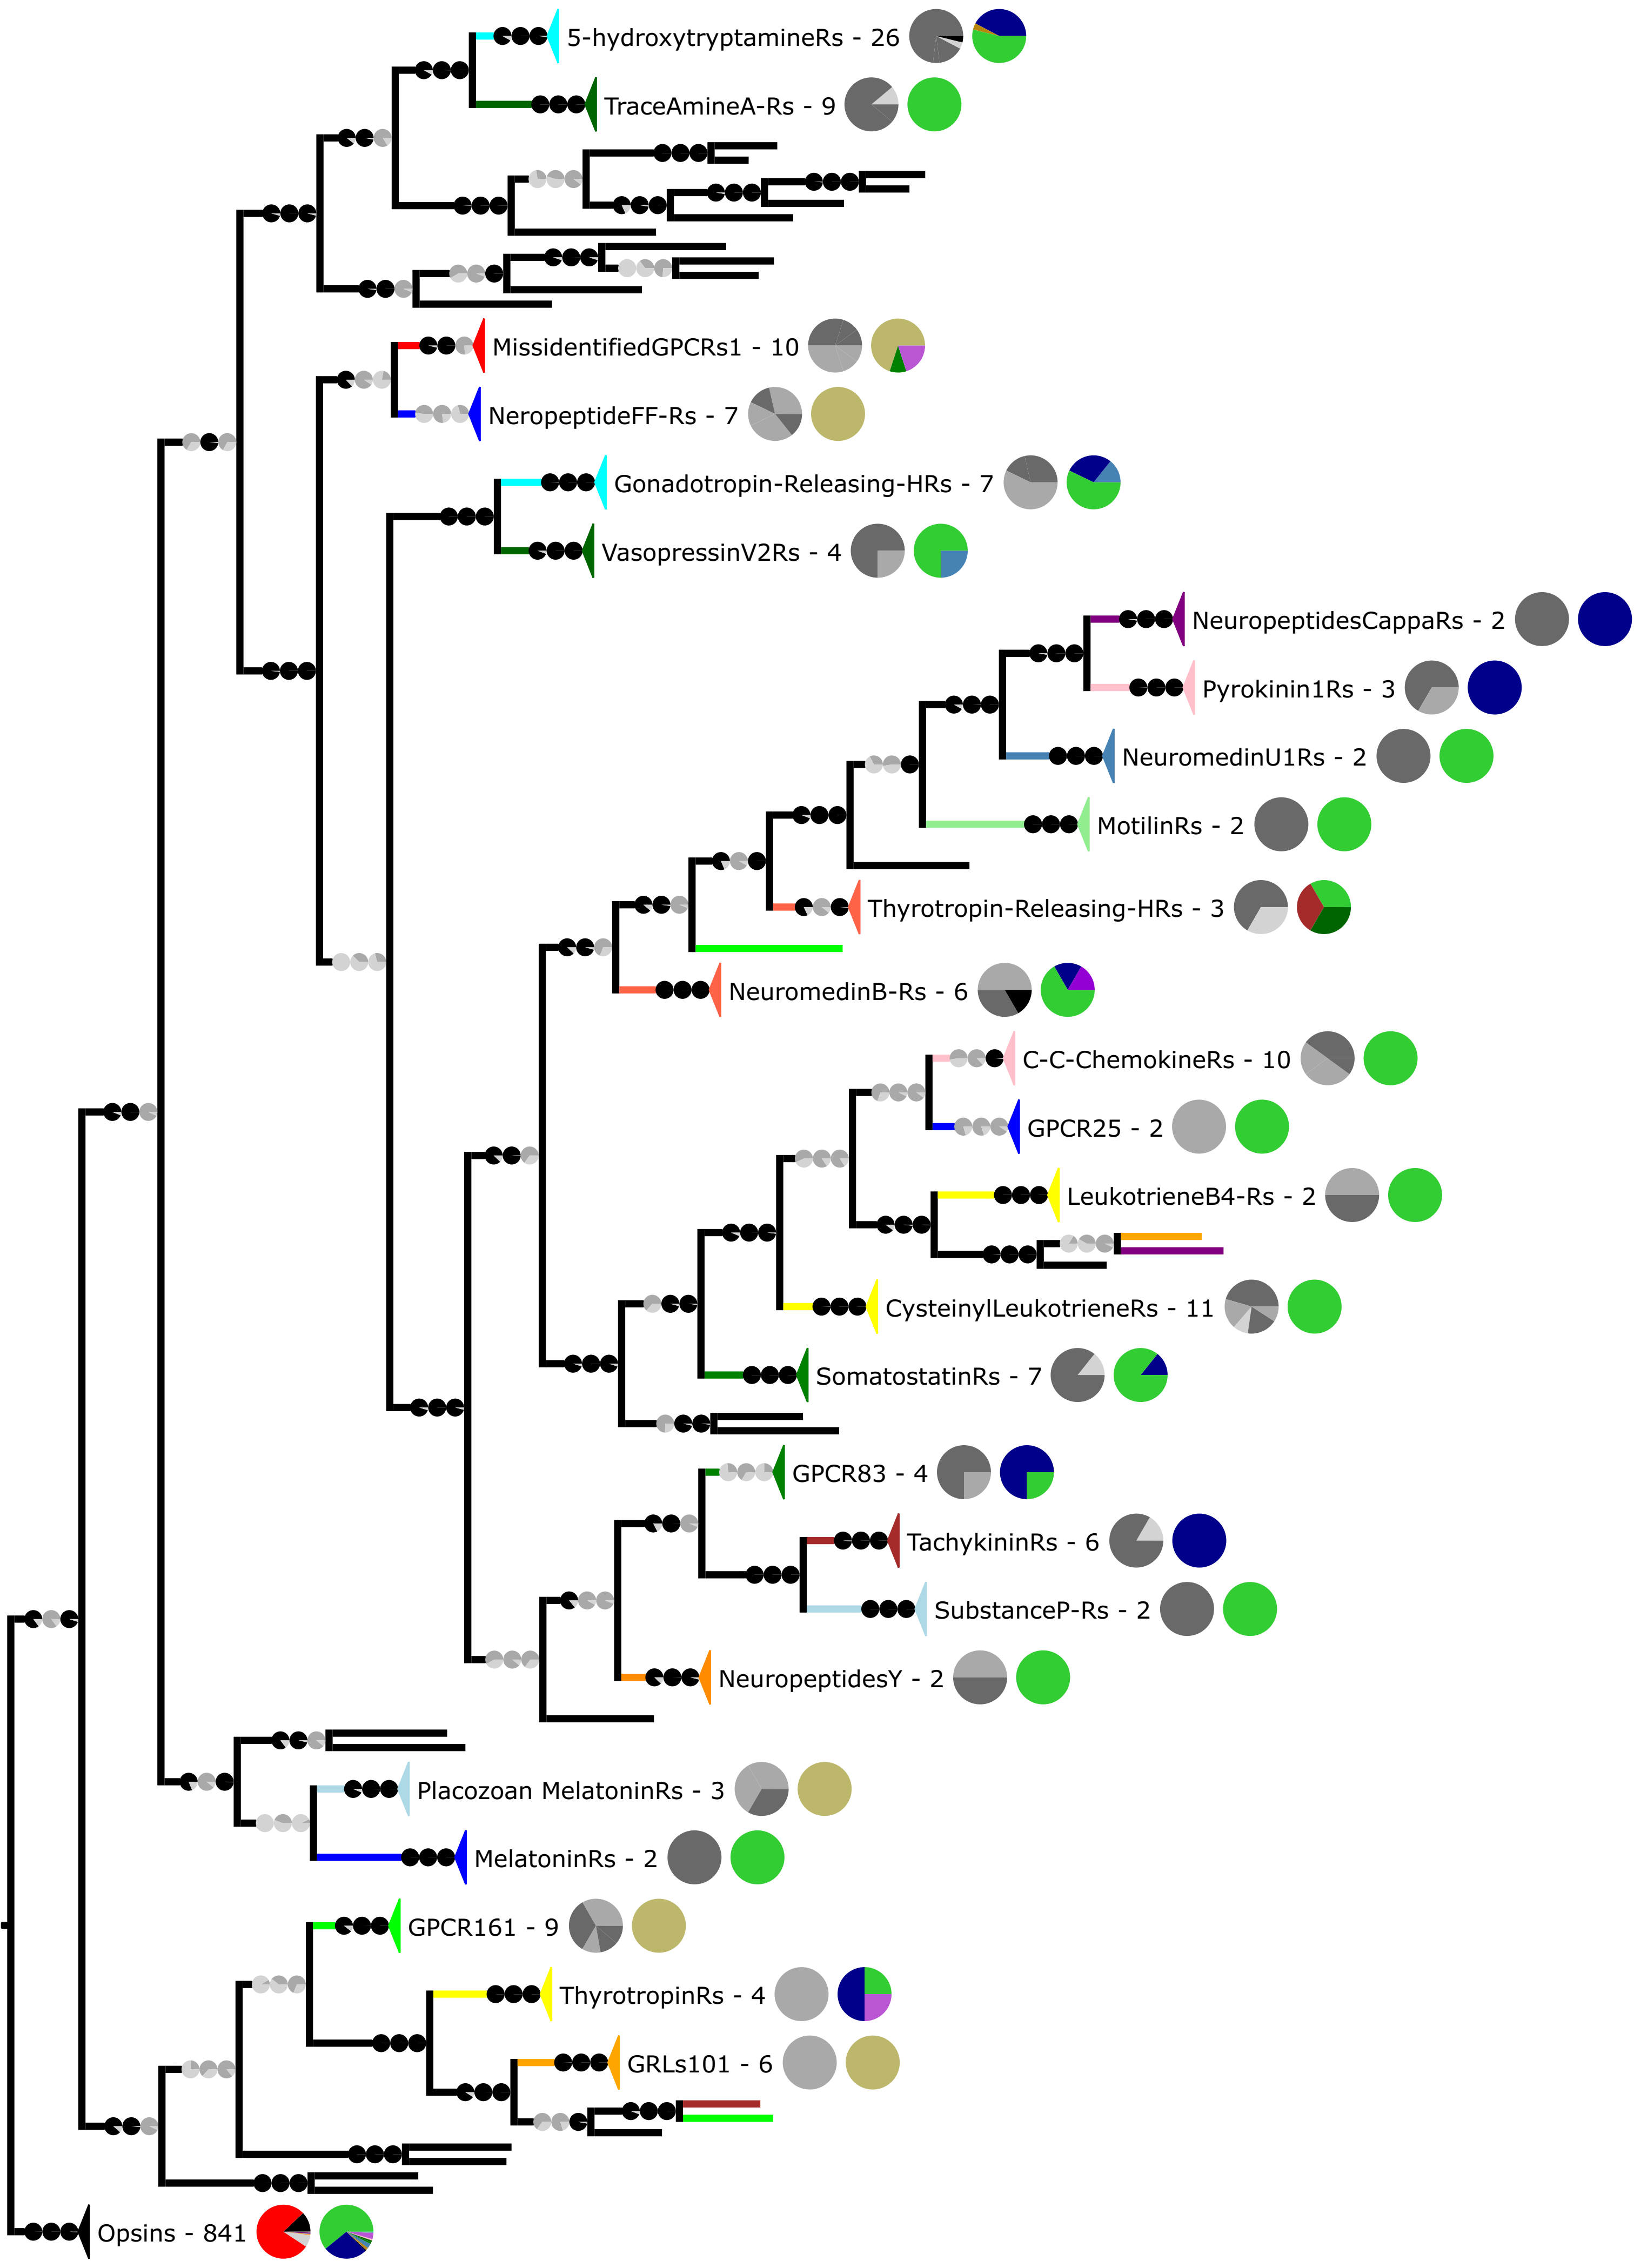 5-hydroxytryptamineRs - 26
TraceAmineA-Rs - 9
MissidentifiedGPCRs1 - 10
NeropeptideFF-Rs - 7
Gonadotropin-Releasing-HRs - 7
VasopressinV2Rs - 4
NeuropeptidesCappaRs - 2
Pyrokinin1Rs - 3
NeuromedinU1Rs - 2
MotilinRs - 2
Thyrotropin-Releasing-HRs - 3
NeuromedinB-Rs - 6
C-C-ChemokineRs - 10
GPCR25 - 2
LeukotrieneB4-Rs - 2
CysteinylLeukotrieneRs - 11
SomatostatinRs - 7
GPCR83 - 4
TachykininRs - 6
SubstanceP-Rs - 2
NeuropeptidesY - 2
Placozoan MelatoninRs - 3
MelatoninRs - 2
GPCR161 - 9
ThyrotropinRs - 4
GRLs101 - 6
Opsins - 841